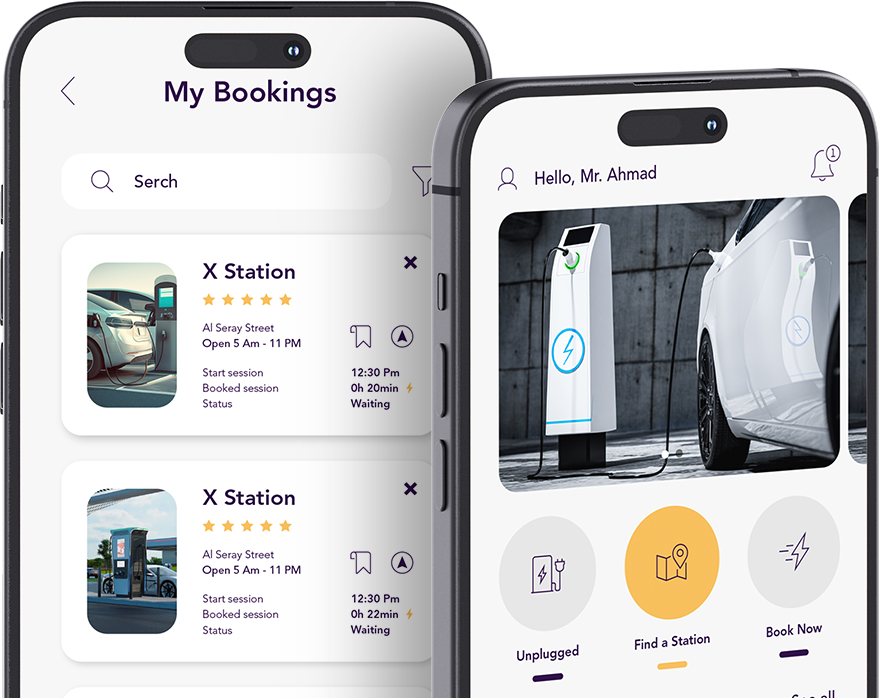 My Bookings
Serch
X Station
Al Seray Street
Open 5 Am - 11 PM
Start session 12:30 Pm
Booked session 0h 20min
Status Waiting
X Station
Al Seray Street
Open 5 Am - 11 PM
Start session 12:30 Pm
Booked session 0h 22min
Status Waiting
1
Hello, Mr. Ahmad
Unplugged
Find a Station
Book Now
See all